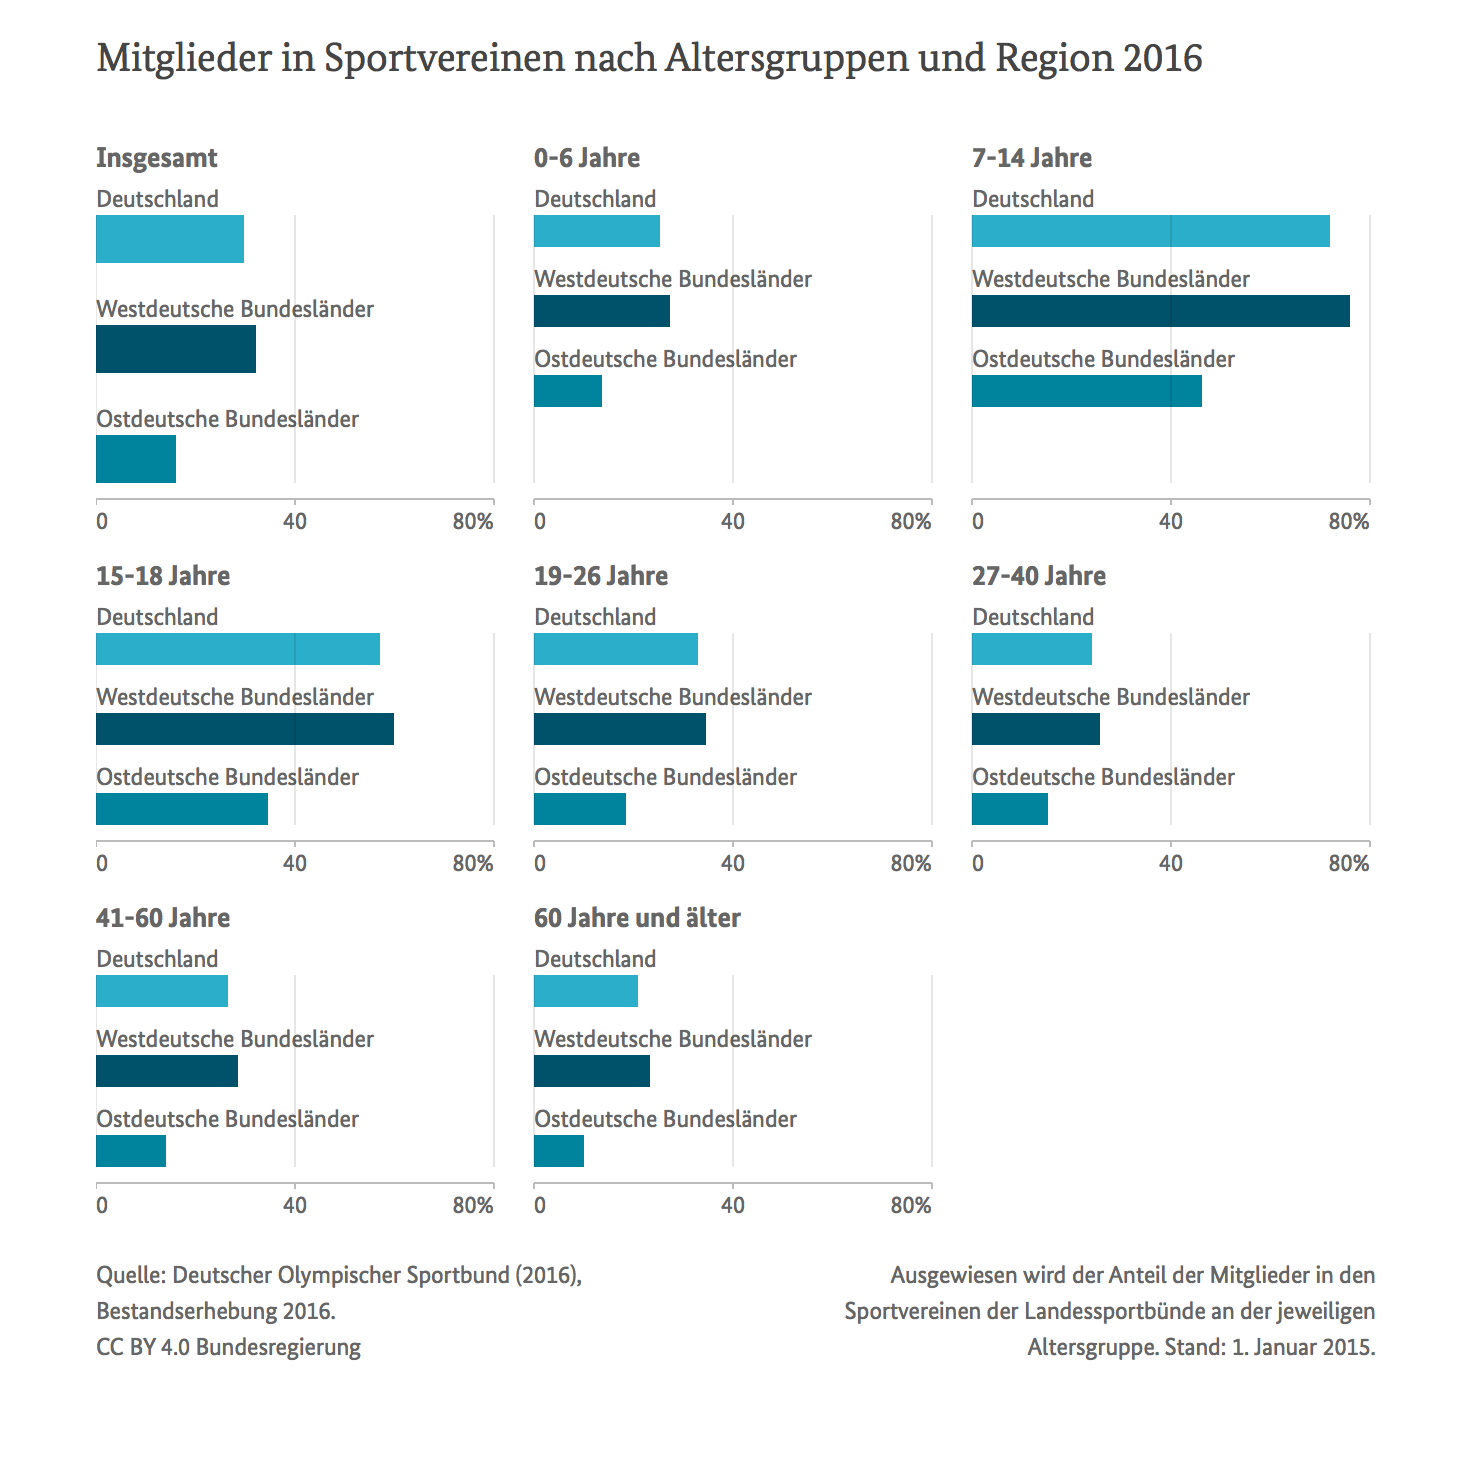 Mitglieder in Sportvereinen nach Altersgruppen und Region 2016
Insgesamt
Deutschland
Westdeutsche Bundesländer
Ostdeutsche Bundesländer
0 40 80%
0-6 Jahre
Deutschland
Westdeutsche Bundesländer
Ostdeutsche Bundesländer
0 40 80%
7-14 Jahre
Deutschland
Westdeutsche Bundesländer
Ostdeutsche Bundesländer
0 40 80%
15-18 Jahre
Deutschland
Westdeutsche Bundesländer
Ostdeutsche Bundesländer
0 40 80%
19-26 Jahre
Deutschland
Westdeutsche Bundesländer
Ostdeutsche Bundesländer
0 40 80%
27-40 Jahre
Deutschland
Westdeutsche Bundesländer
Ostdeutsche Bundesländer
0 40 80%
41-60 Jahre
Deutschland
Westdeutsche Bundesländer
Ostdeutsche Bundesländer
0 40 80%
60 Jahre und älter
Deutschland
Westdeutsche Bundesländer
Ostdeutsche Bundesländer
0 40 80%
Quelle: Deutscher Olympischer Sportbund (2016),
Bestandserhebung 2016.
CC BY 4.0 Bundesregierung
Ausgewiesen wird der Anteil der Mitglieder in den
Sportvereinen der Landessportbünde an der jeweiligen
Altersgruppe. Stand: 1. Januar 2015.